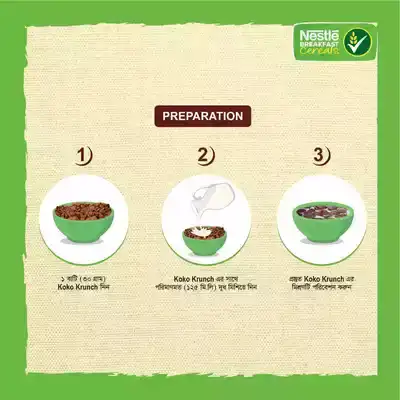 Nestlé
BREAKFAST
Cereals
PREPARATION
1)
2)
3)
১ বাটি (৩০ গ্রাম)
Koko Krunch নিন
Koko Krunch এর সাথে
পরিমাণমত (১২৫ মি.লি) দুধ মিশিয়ে নিন
প্রস্তুত Koko Krunch এর
মিশ্রণটি পরিবেশন করুন